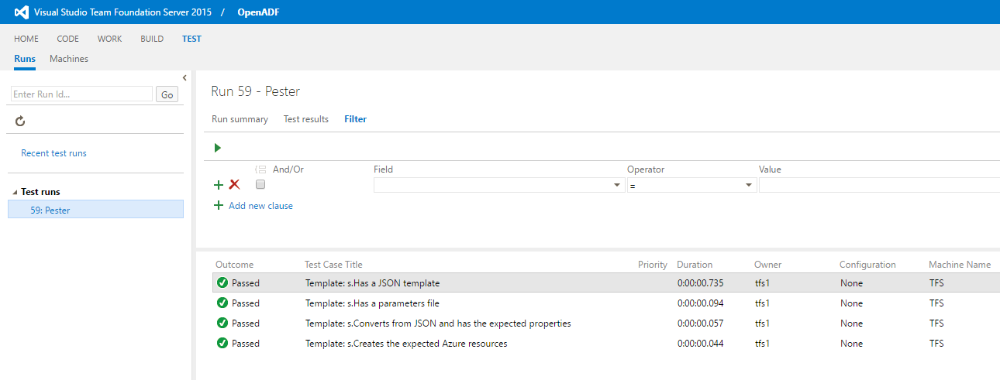 Visual Studio Team Foundation Server 2015 / OpenADF
HOME CODE WORK BUILD TEST
Runs Machines
Enter Run Id... Go
Recent test runs
Test runs
59: Pester
Run 59 - Pester
Run summary Test results Filter
And/Or Field Operator Value
=
Add new clause
Outcome Test Case Title Priority Duration Owner Configuration Machine Name
Passed Template: s.Has a JSON template 0:00:00.735 tfs1 None TFS
Passed Template: s.Has a parameters file 0:00:00.094 tfs1 None TFS
Passed Template: s.Converts from JSON and has the expected properties 0:00:00.057 tfs1 None TFS
Passed Template: s.Creates the expected Azure resources 0:00:00.044 tfs1 None TFS